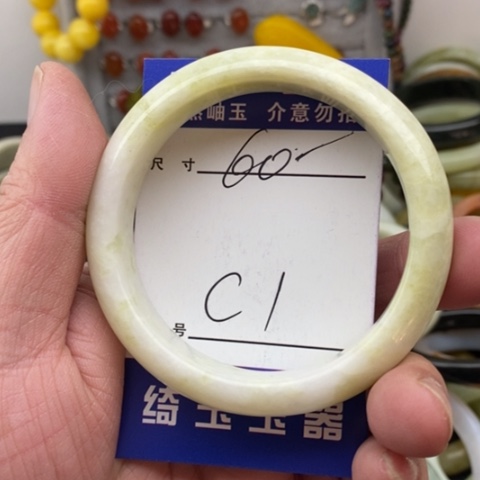 岫玉 介意勿拍
尺 寸 60
C1
号
绮玉玉器